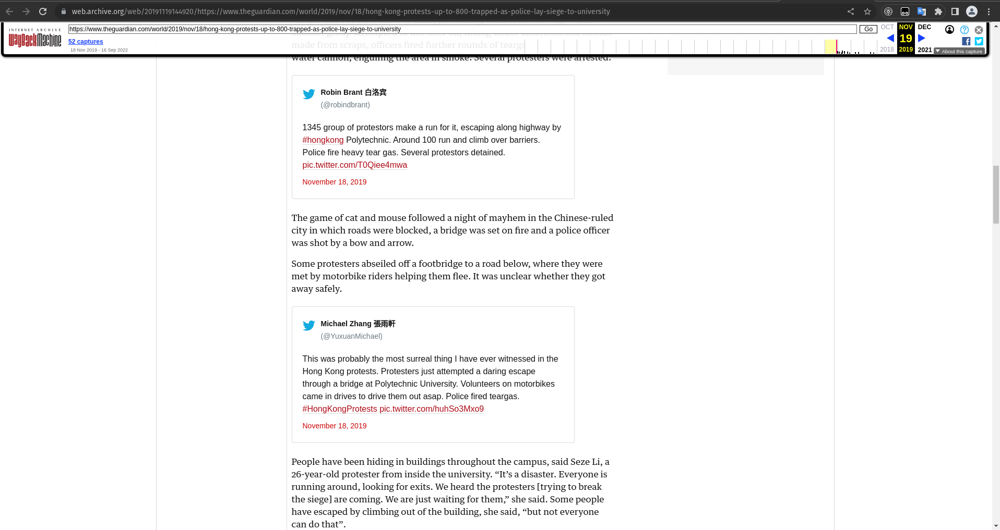 web.archive.org/web/20191119144920/https://www.theguardian.com/world/2019/nov/18/hong-kong-protests-up-to-800-trapped-as-police-lay-siege-to-university
INTERNET ARCHIVE
WayBackMachine
https://www.theguardian.com/world/2019/nov/18/hong-kong-protests-up-to-800-trapped-as-police-lay-siege-to-university
Go
52 captures
18 Nov 2019 - 16 Sep 2022
OCT NOV DEC
19
2018 2019 2021
About this capture
another group attempted to flee later on, hiding under umbrellas and shields
made from scraps, officers fired further rounds of tearga
water cannon, engulfing the area in smoke. Several protesters were arrested.
Robin Brant 白洛宾
(@robindbrant)
1345 group of protestors make a run for it, escaping along highway by
#hongkong Polytechnic. Around 100 run and climb over barriers.
Police fire heavy tear gas. Several protestors detained.
pic.twitter.com/T0Qiee4mwa
November 18, 2019
The game of cat and mouse followed a night of mayhem in the Chinese-ruled
city in which roads were blocked, a bridge was set on fire and a police officer
was shot by a bow and arrow.
Some protesters abseiled off a footbridge to a road below, where they were
met by motorbike riders helping them flee. It was unclear whether they got
away safely.
Michael Zhang 張雨軒
(@YuxuanMichael)
This was probably the most surreal thing I have ever witnessed in the
Hong Kong protests. Protesters just attempted a daring escape
through a bridge at Polytechnic University. Volunteers on motorbikes
came in drives to drive them out asap. Police fired teargas.
#HongKongProtests pic.twitter.com/huhSo3Mxo9
November 18, 2019
People have been hiding in buildings throughout the campus, said Seze Li, a
26-year-old protester from inside the university. “It’s a disaster. Everyone is
running around, looking for exits. We heard the protesters [trying to break
the siege] are coming. We are just waiting for them,” she said. Some people
have escaped by climbing out of the building, she said, “but not everyone
can do that”.